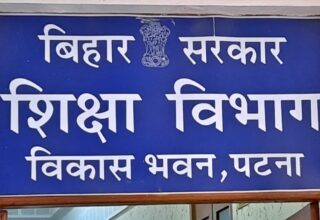 बिहार सरकार
शिक्षा विभाग
विकास भवन, पटना